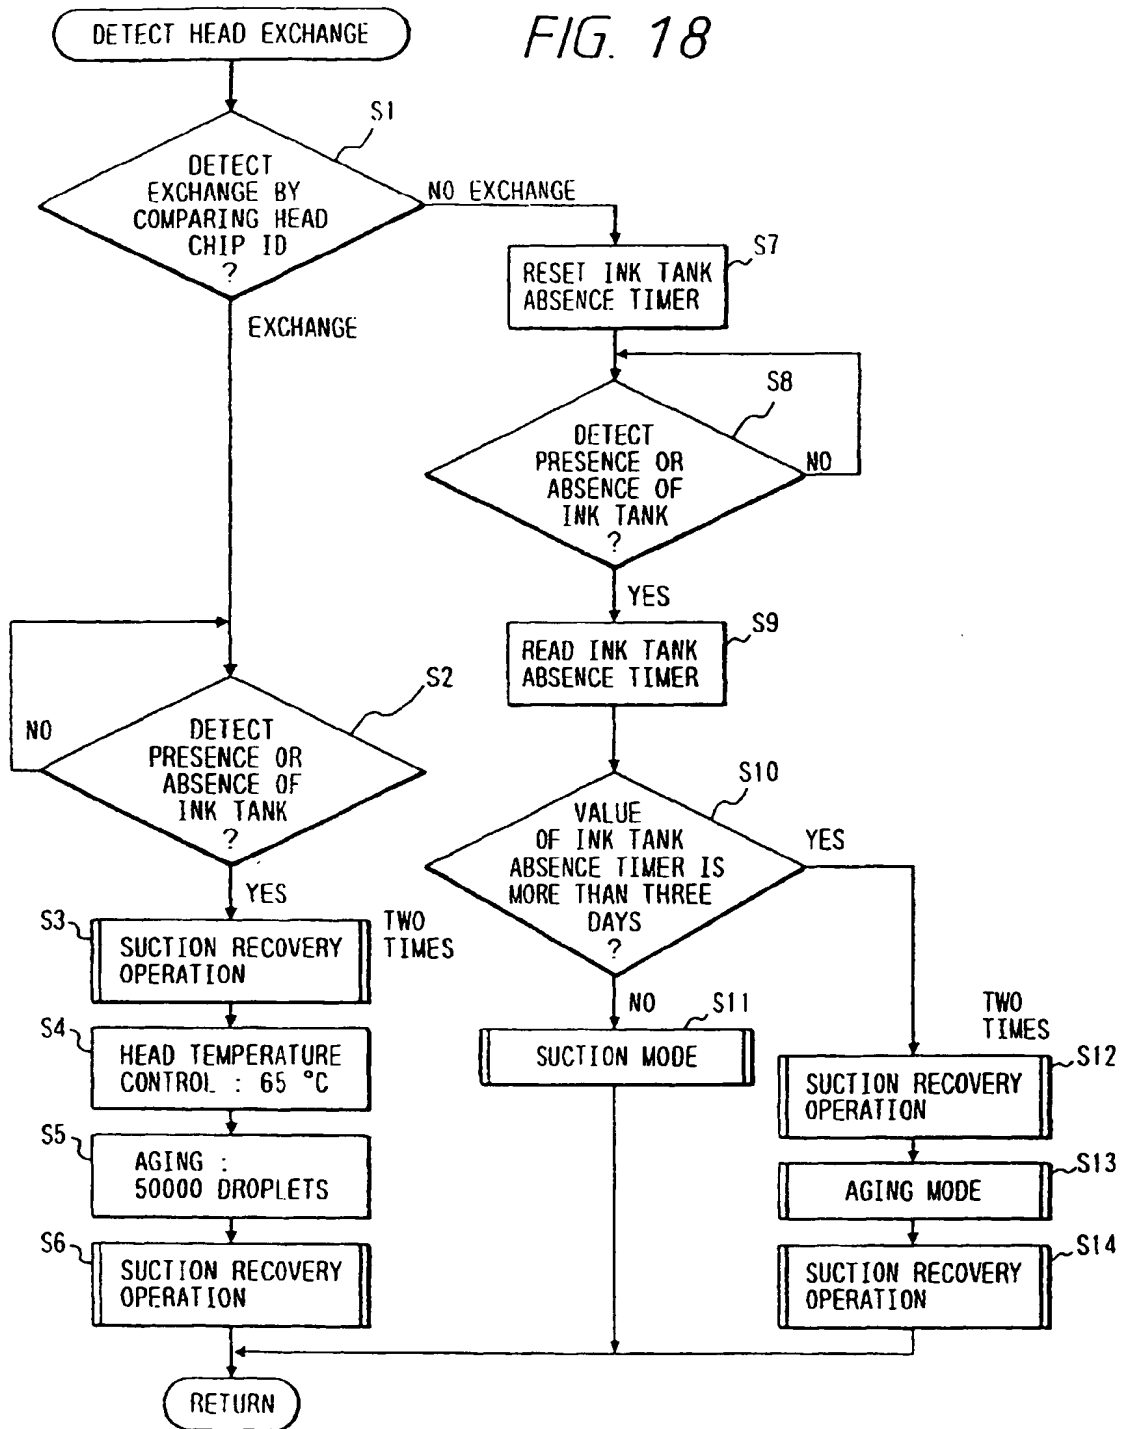 DETECT HEAD EXCHANGE
FIG. 18
S1
DETECT
EXCHANGE BY
COMPARING HEAD
CHIP ID
?
NO EXCHANGE
EXCHANGE
S7
RESET INK TANK
ABSENCE TIMER
S8
DETECT
PRESENCE OR
ABSENCE OF
INK TANK
?
NO
YES
S9
READ INK TANK
ABSENCE TIMER
S2
NO
DETECT
PRESENCE OR
ABSENCE OF
INK TANK
?
YES
S10
VALUE
OF INK TANK
ABSENCE TIMER IS
MORE THAN THREE
DAYS
?
YES
NO
S3
SUCTION RECOVERY
OPERATION
TWO
TIMES
S4
HEAD TEMPERATURE
CONTROL : 65 °C
S5
AGING :
50000 DROPLETS
S6
SUCTION RECOVERY
OPERATION
S11
SUCTION MODE
TWO
TIMES
S12
SUCTION RECOVERY
OPERATION
S13
AGING MODE
S14
SUCTION RECOVERY
OPERATION
RETURN